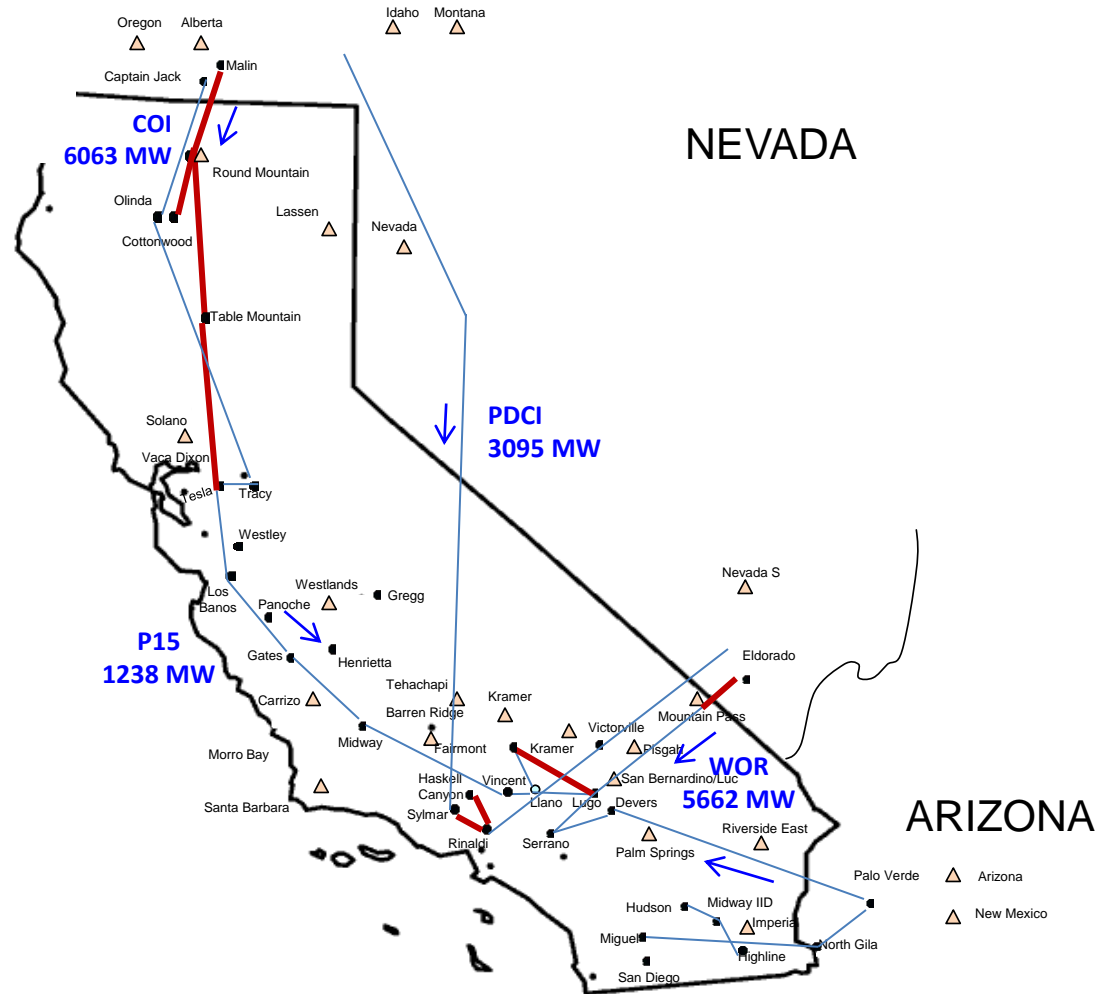 Idaho
Montana
Oregon
Alberta
Malin
Captain Jack
COI
6063 MW
NEVADA
Round Mountain
Olinda
Lassen
Nevada
Cottonwood
Table Mountain
PDCI
3095 MW
Solano
Vaca Dixon
Tesla
Tracy
Westley
Nevada S
Los
Banos
Westlands
Gregg
Panoche
P15
1238 MW
Gates
Henrietta
Eldorado
Carrizo
Tehachapi
Kramer
Mountain Pass
Barren Ridge
Midway
Fairmont
Kramer
Victorville
Pisgah
Morro Bay
WOR
5662 MW
Haskell
Canyon
Vincent
San Bernardino/Luc
Santa Barbara
Sylmar
Llano
Lugo
Devers
ARIZONA
Rinaldi
Serrano
Palm Springs
Riverside East
Palo Verde
Arizona
Hudson
Midway IID
Imperia
New Mexico
Miguel
North Gila
Highline
San Diego